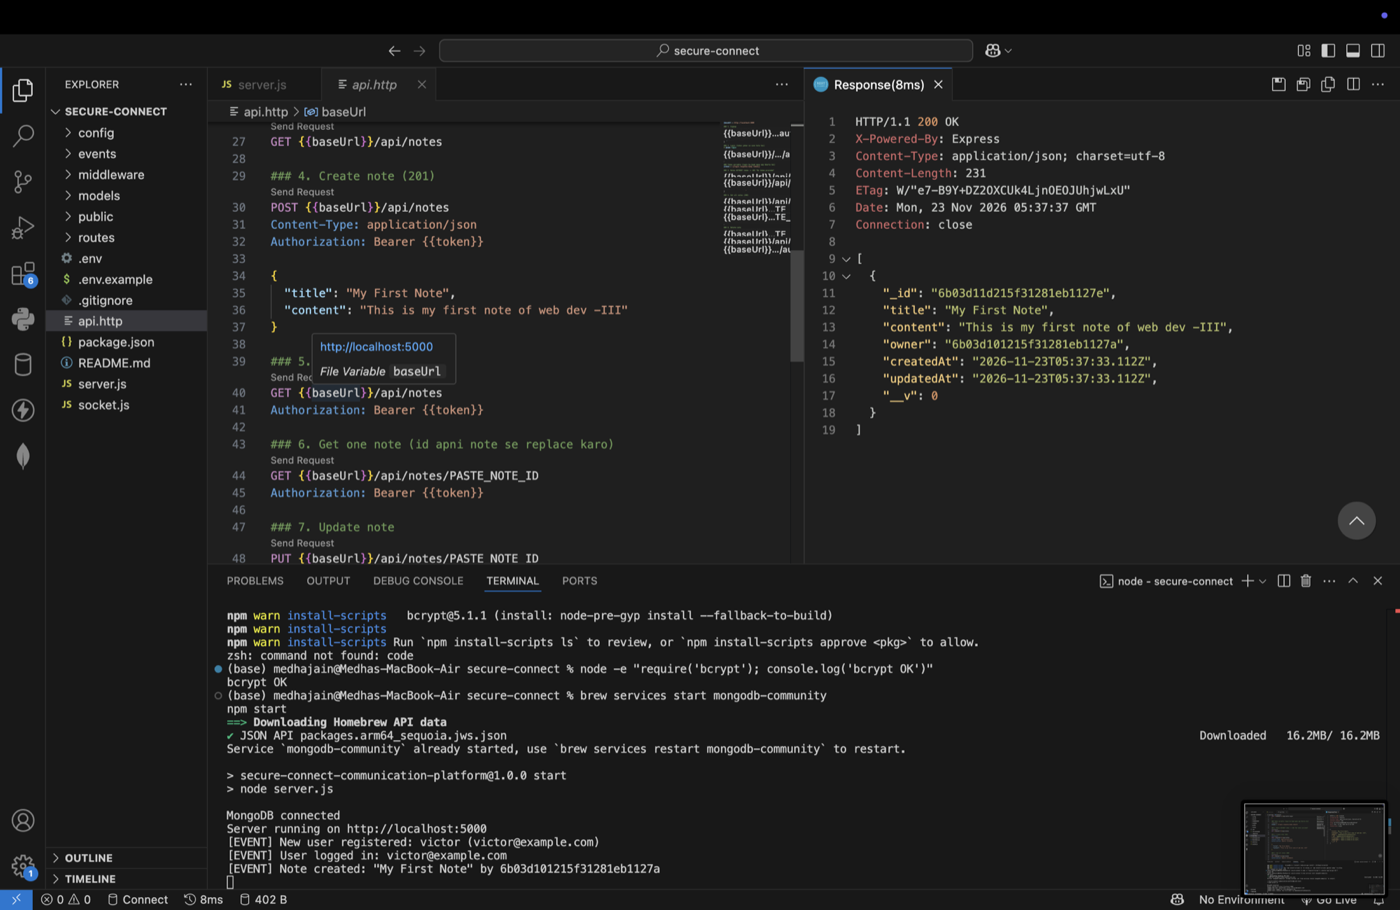 secure-connect
EXPLORER
SECURE-CONNECT
config
events
middleware
models
public
routes
.env
$ .env.example
.gitignore
api.http
{} package.json
README.md
JS server.js
JS socket.js
OUTLINE
TIMELINE
6
1
JS server.js
api.http
api.http > baseUrl
Send Request
27 GET {{baseUrl}}/api/notes
28
29 ### 4. Create note (201)
Send Request
30 POST {{baseUrl}}/api/notes
31 Content-Type: application/json
32 Authorization: Bearer {{token}}
33
34 {
35 "title": "My First Note",
36 "content": "This is my first note of web dev -III"
37 }
38
http://localhost:5000
File Variable baseUrl
39 ### 5.
Send Rec
40 GET {{baseUrl}}/api/notes
41 Authorization: Bearer {{token}}
42
43 ### 6. Get one note (id apni note se replace karo)
Send Request
44 GET {{baseUrl}}/api/notes/PASTE_NOTE_ID
45 Authorization: Bearer {{token}}
46
47 ### 7. Update note
Send Request
48 PUT {{baseUrl}}/api/notes/PASTE_NOTE_ID
Response(8ms)
1 HTTP/1.1 200 OK
2 X-Powered-By: Express
3 Content-Type: application/json; charset=utf-8
4 Content-Length: 231
5 ETag: W/"e7-B9Y+DZ2OXCUk4LjnOEOJUhjwLxU"
6 Date: Mon, 23 Nov 2026 05:37:37 GMT
7 Connection: close
8
9 [
10 {
11 "_id": "6b03d11d215f31281eb1127e",
12 "title": "My First Note",
13 "content": "This is my first note of web dev -III",
14 "owner": "6b03d101215f31281eb1127a",
15 "createdAt": "2026-11-23T05:37:33.112Z",
16 "updatedAt": "2026-11-23T05:37:33.112Z",
17 "__v": 0
18 }
19 ]
PROBLEMS OUTPUT DEBUG CONSOLE TERMINAL PORTS
node - secure-connect
npm warn install-scripts bcrypt@5.1.1 (install: node-pre-gyp install --fallback-to-build)
npm warn install-scripts
npm warn install-scripts Run `npm install-scripts ls` to review, or `npm install-scripts approve <pkg>` to allow.
zsh: command not found: code
(base) medhajain@Medhas-MacBook-Air secure-connect % node -e "require('bcrypt'); console.log('bcrypt OK')"
bcrypt OK
(base) medhajain@Medhas-MacBook-Air secure-connect % brew services start mongodb-community
npm start
==> Downloading Homebrew API data
✔ JSON API packages.arm64_sequoia.jws.json Downloaded 16.2MB/ 16.2MB
Service `mongodb-community` already started, use `brew services restart mongodb-community` to restart.
> secure-connect-communication-platform@1.0.0 start
> node server.js
MongoDB connected
Server running on http://localhost:5000
[EVENT] New user registered: victor (victor@example.com)
[EVENT] User logged in: victor@example.com
[EVENT] Note created: "My First Note" by 6b03d101215f31281eb1127a
0 0 Connect 8ms 402 B
No Environment Go Live